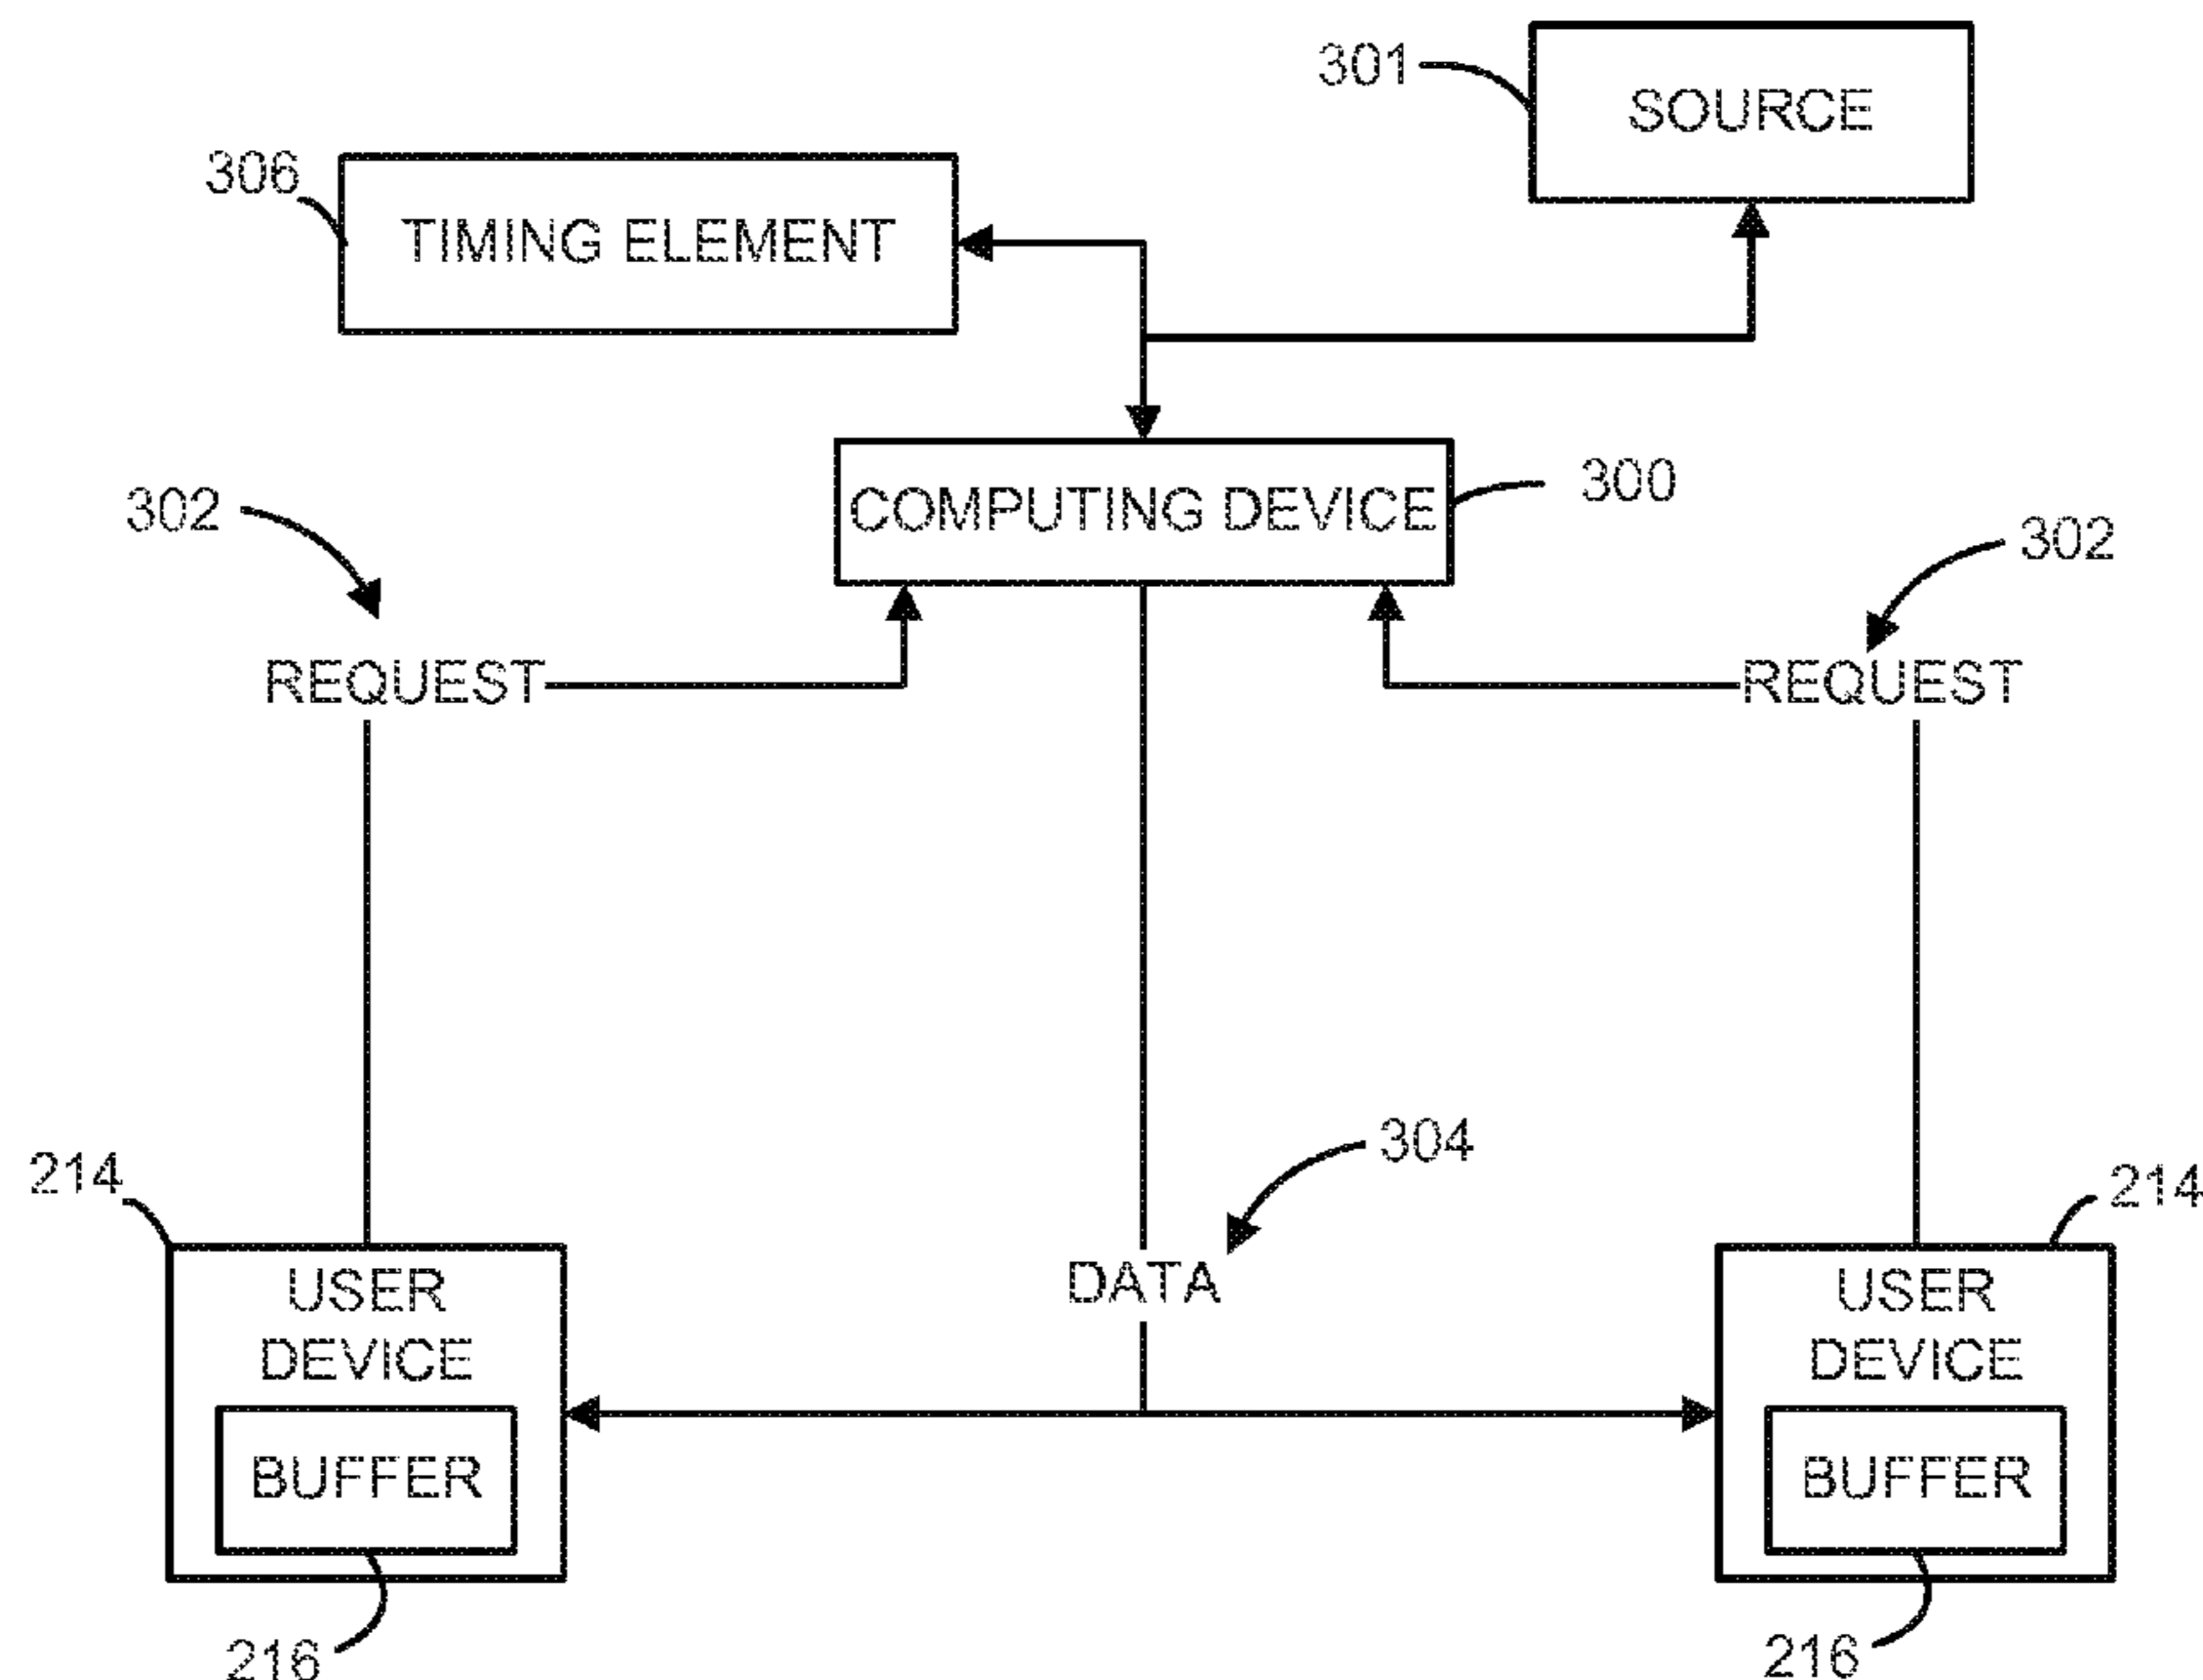 301
SOURCE
306
TIMING ELEMENT
COMPUTING DEVICE
300
302
302
REQUEST
REQUEST
304
214
214
USER
DEVICE
DATA
USER
DEVICE
BUFFER
BUFFER
216
216